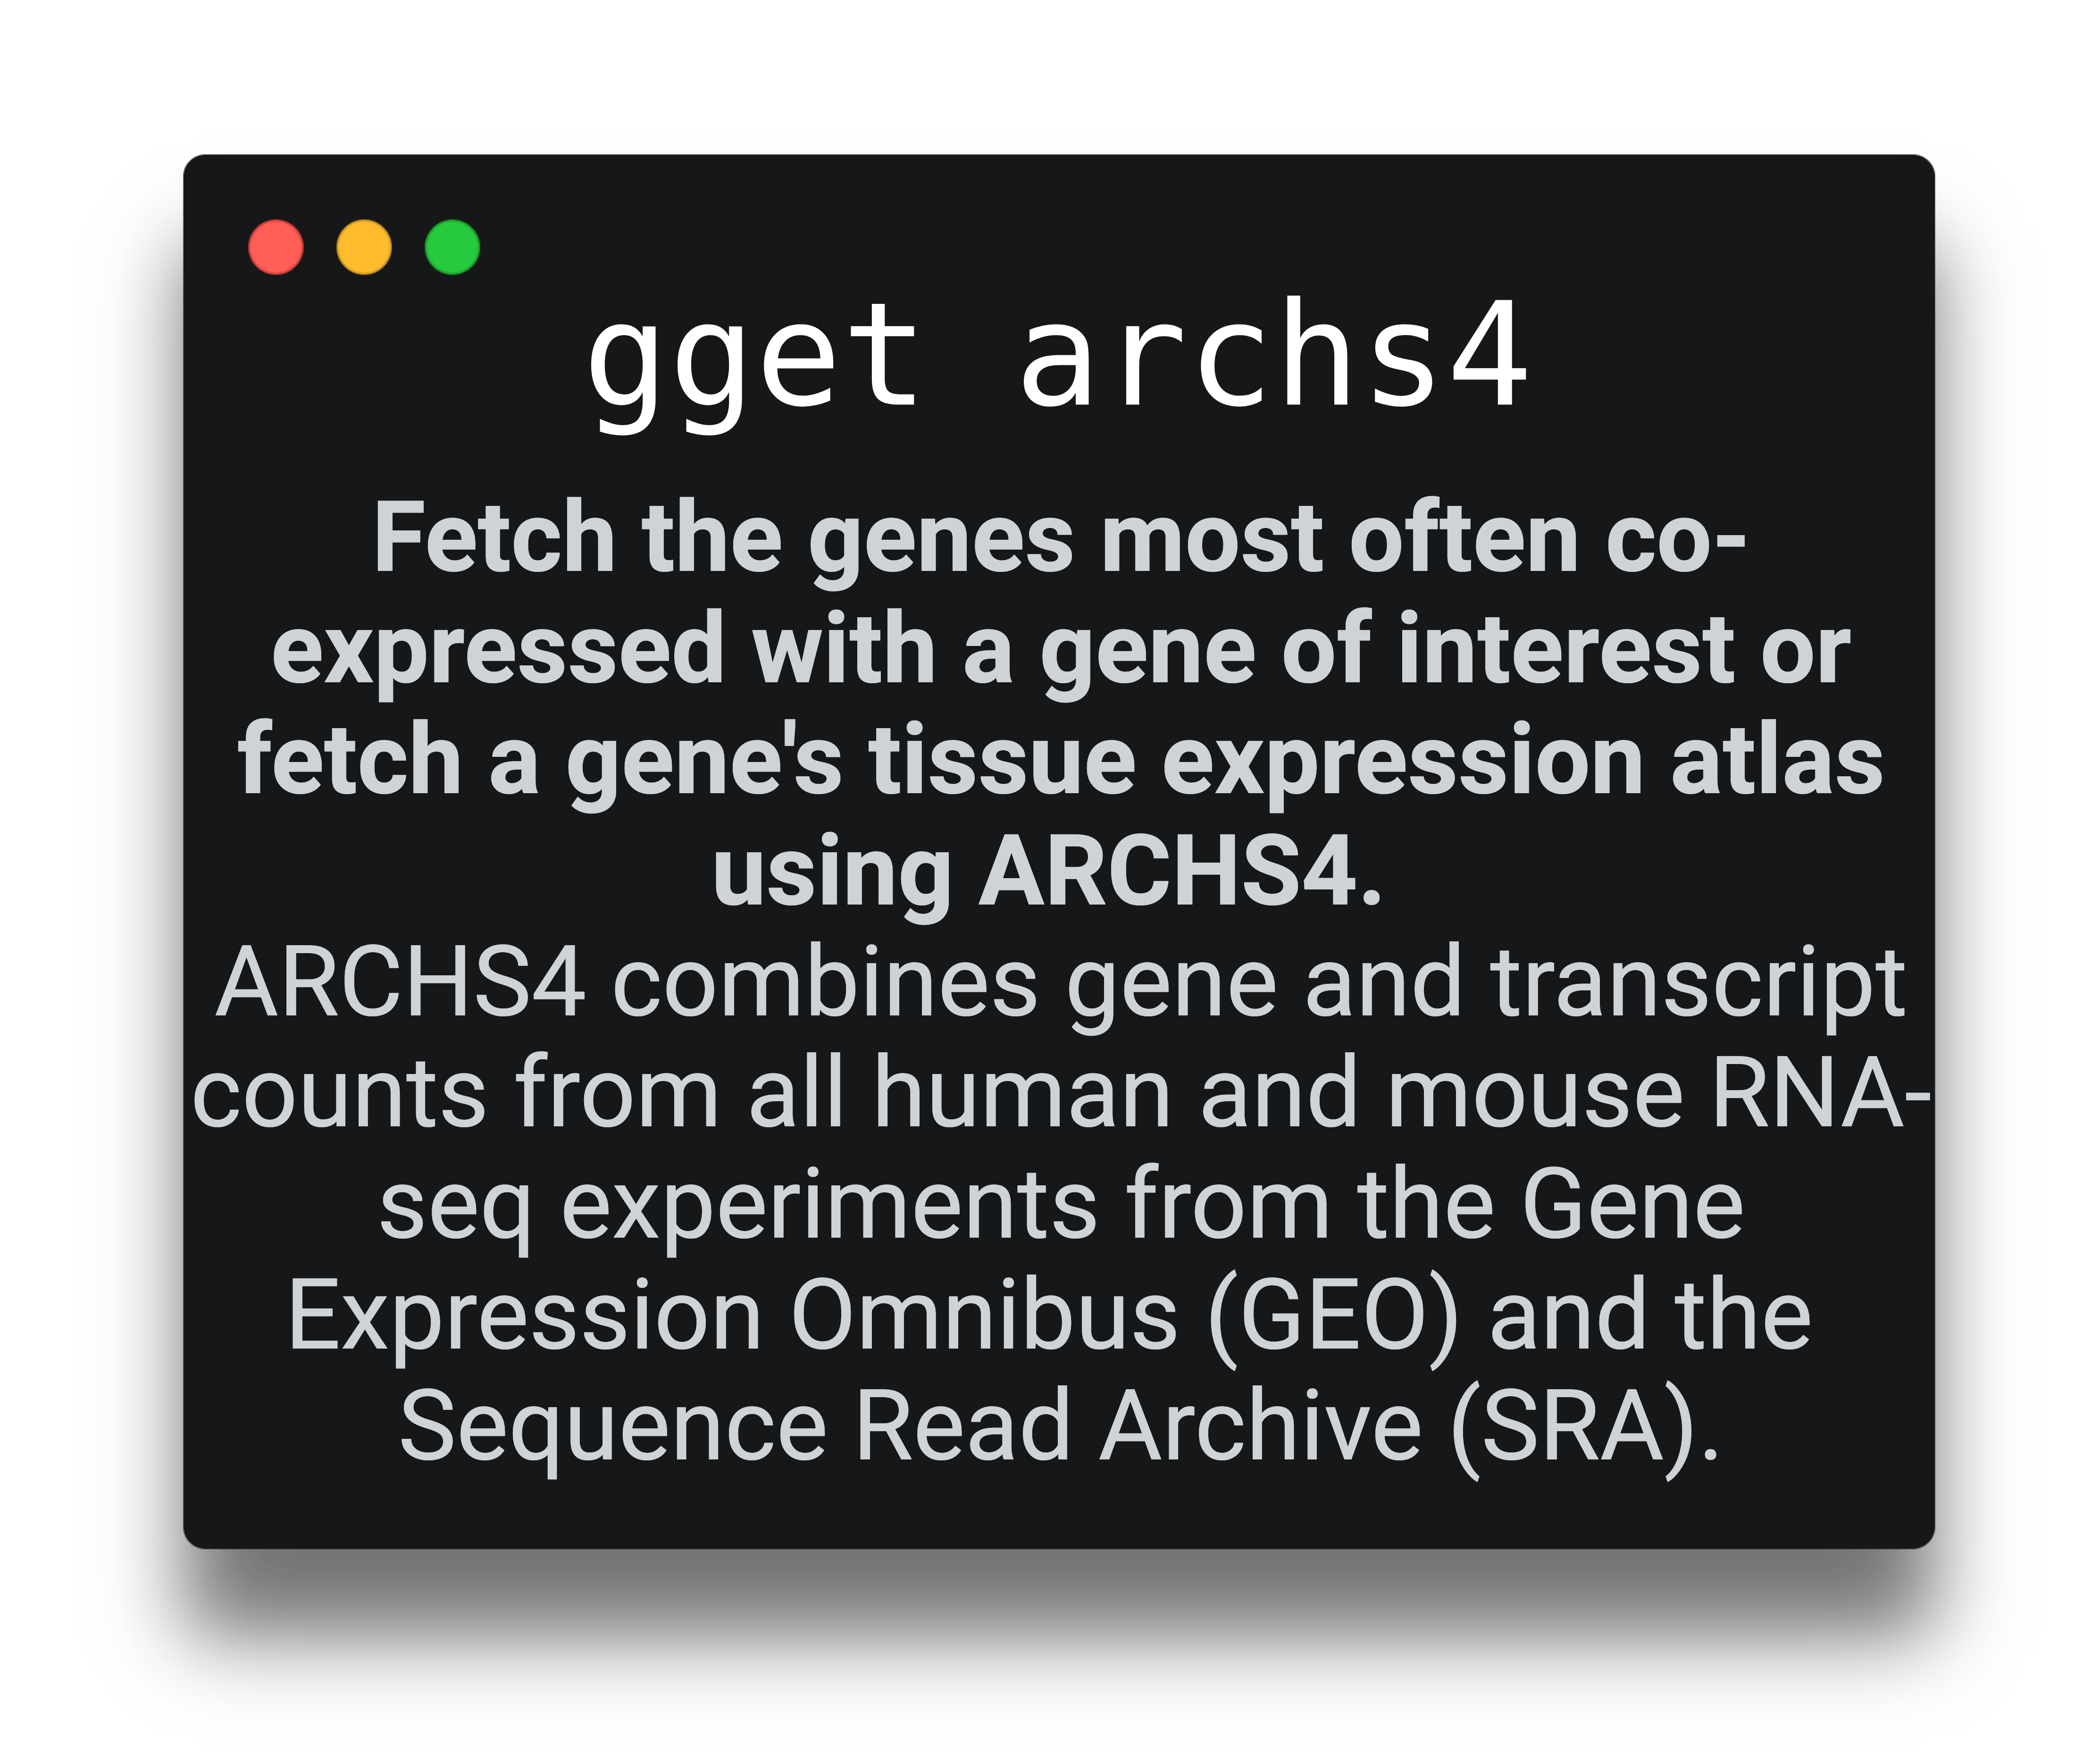 gget archs4
Fetch the genes most often co-
expressed with a gene of interest or
fetch a gene's tissue expression atlas
using ARCHS4.
ARCHS4 combines gene and transcript
counts from all human and mouse RNA-
seq experiments from the Gene
Expression Omnibus (GEO) and the
Sequence Read Archive (SRA).